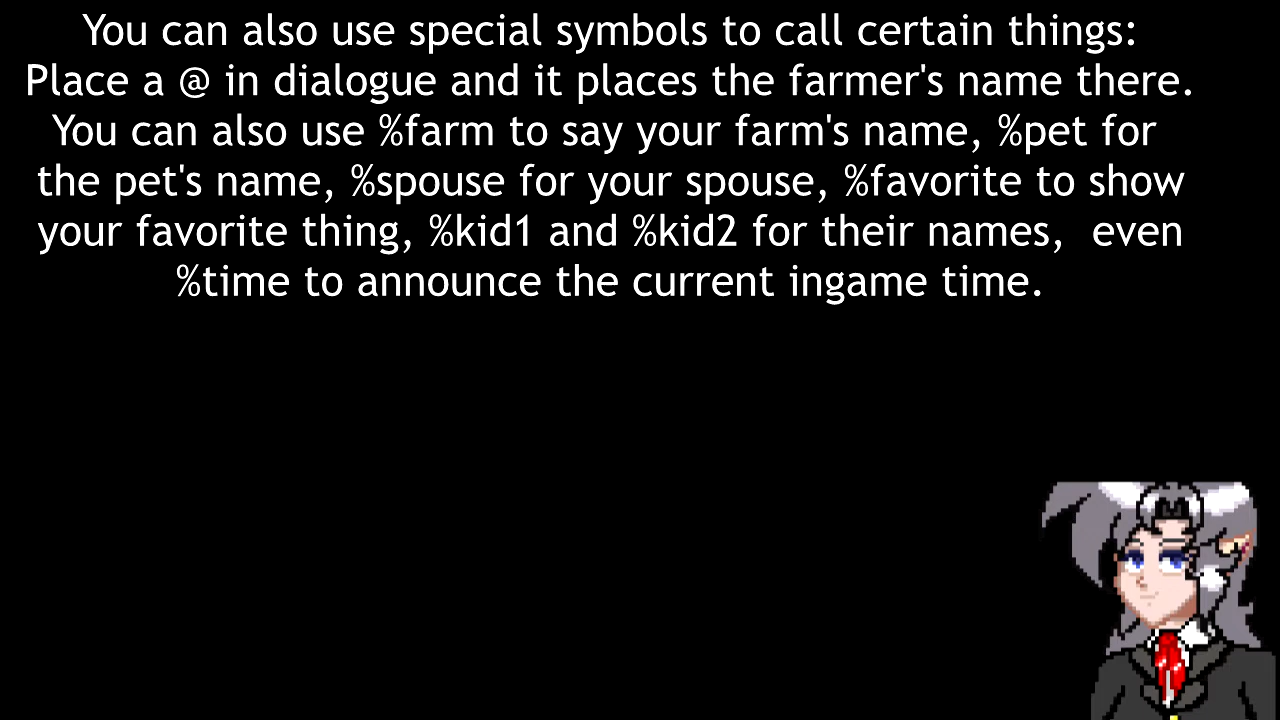 You can also use special symbols to call certain things:
Place a @ in dialogue and it places the farmer's name there.
You can also use %farm to say your farm's name, %pet for
the pet's name, %spouse for your spouse, %favorite to show
your favorite thing, %kid1 and %kid2 for their names,  even
%time to announce the current ingame time.